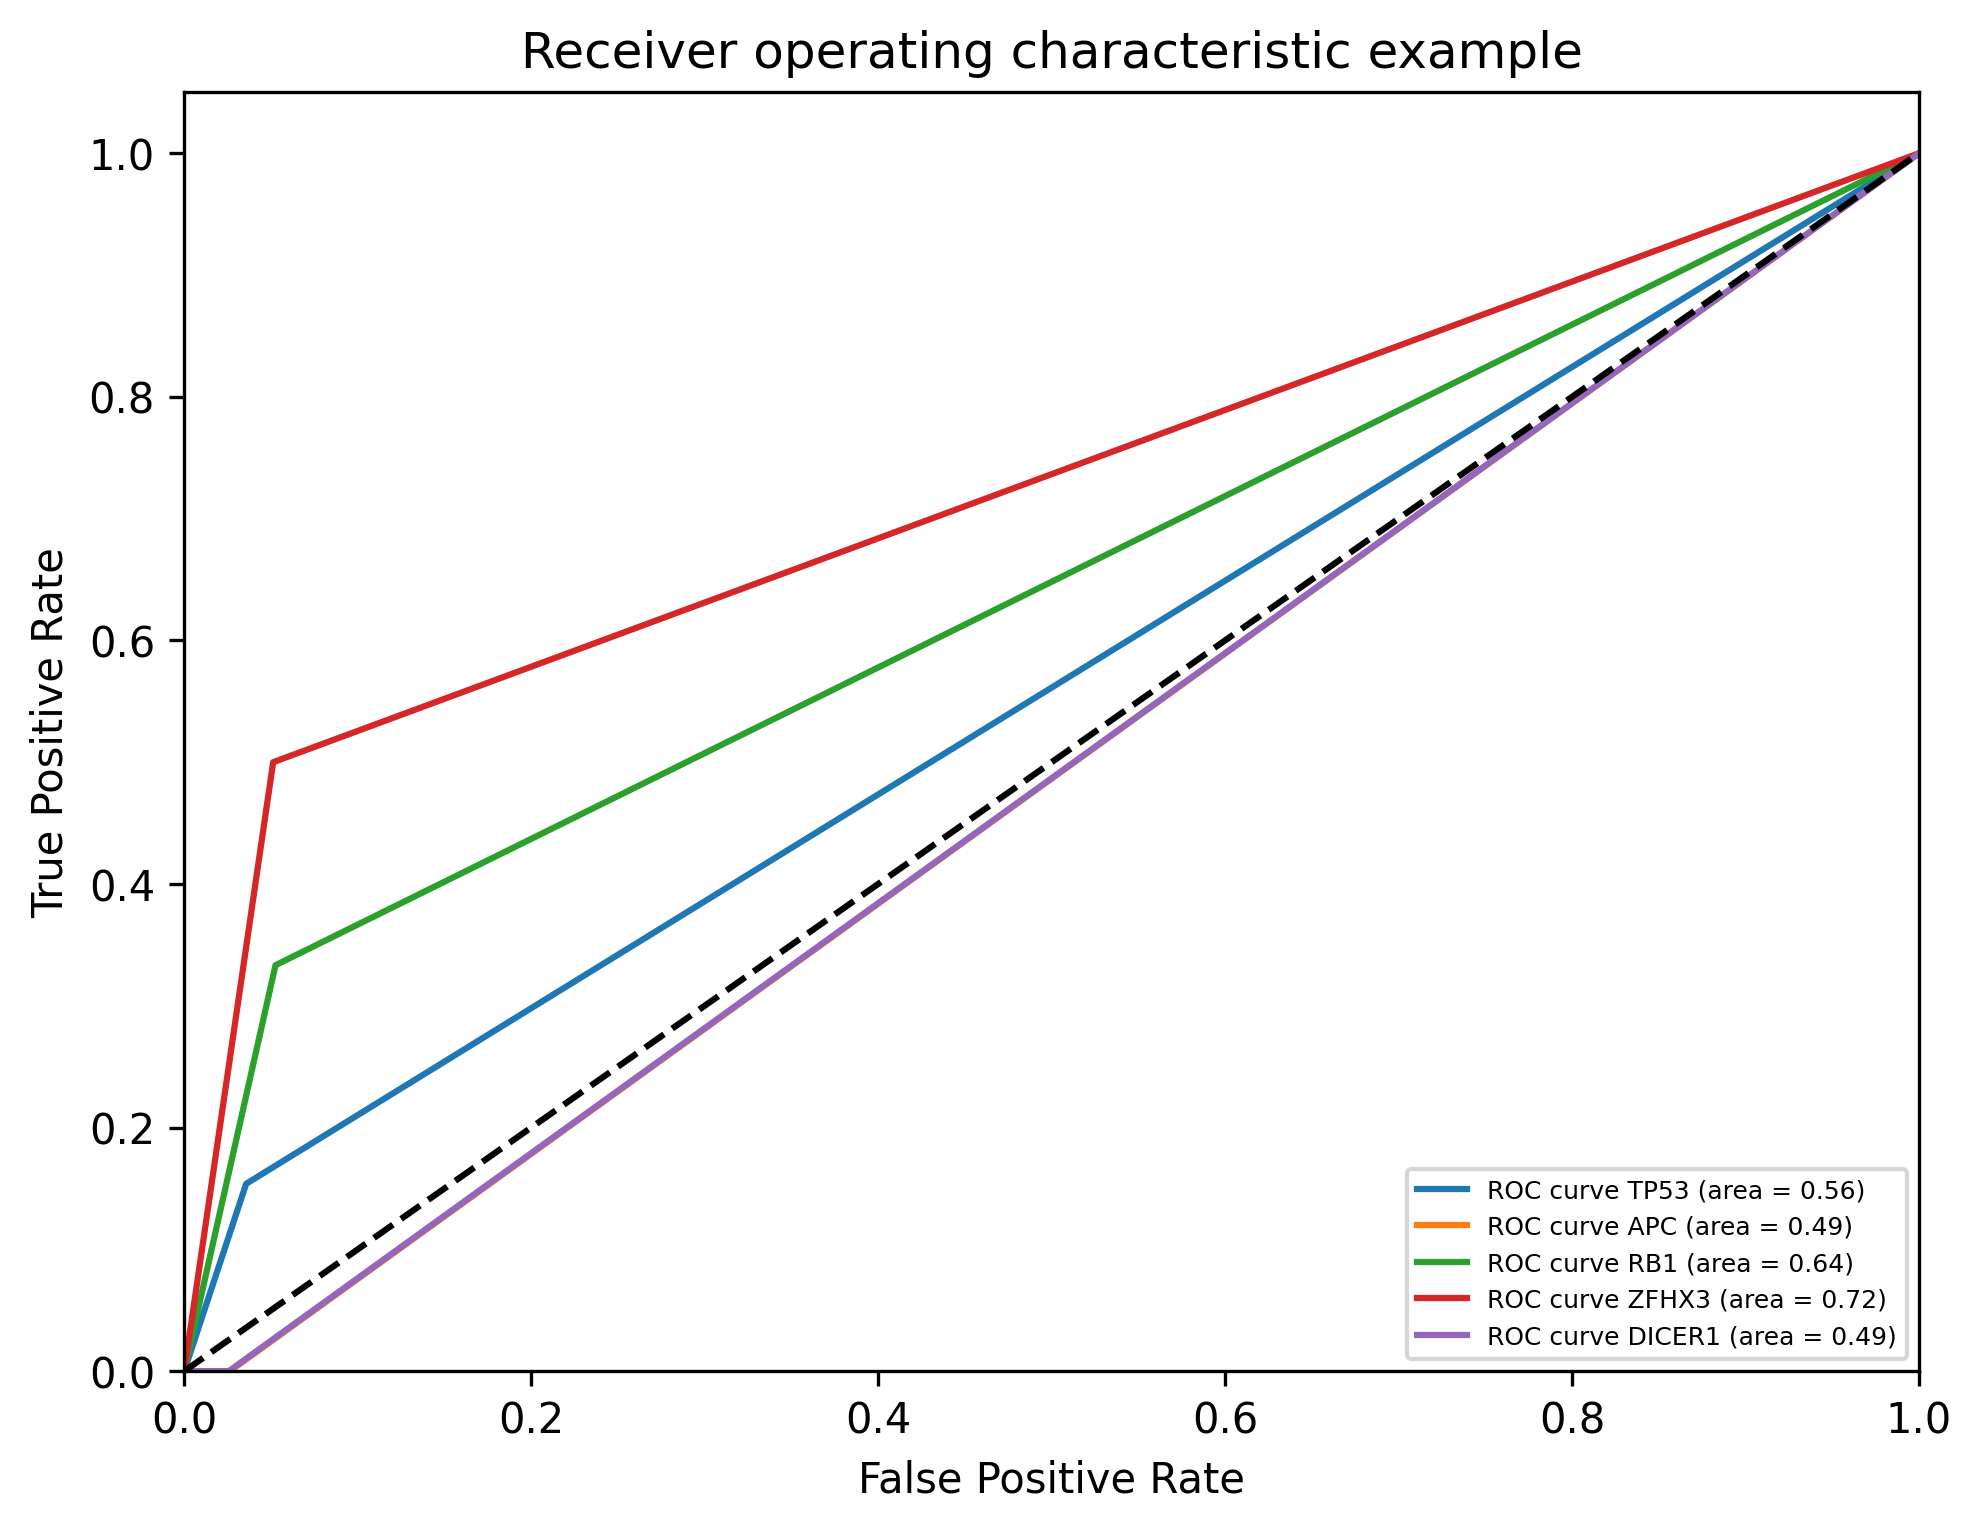 Receiver operating characteristic example
True Positive Rate
1.0
0.8
0.6
0.4
0.2
0.0
ROC curve TP53 (area = 0.56)
ROC curve APC (area = 0.49)
ROC curve RB1 (area = 0.64)
ROC curve ZFHX3 (area = 0.72)
ROC curve DICER1 (area = 0.49)
0.0 0.2 0.4 0.6 0.8 1.0
False Positive Rate